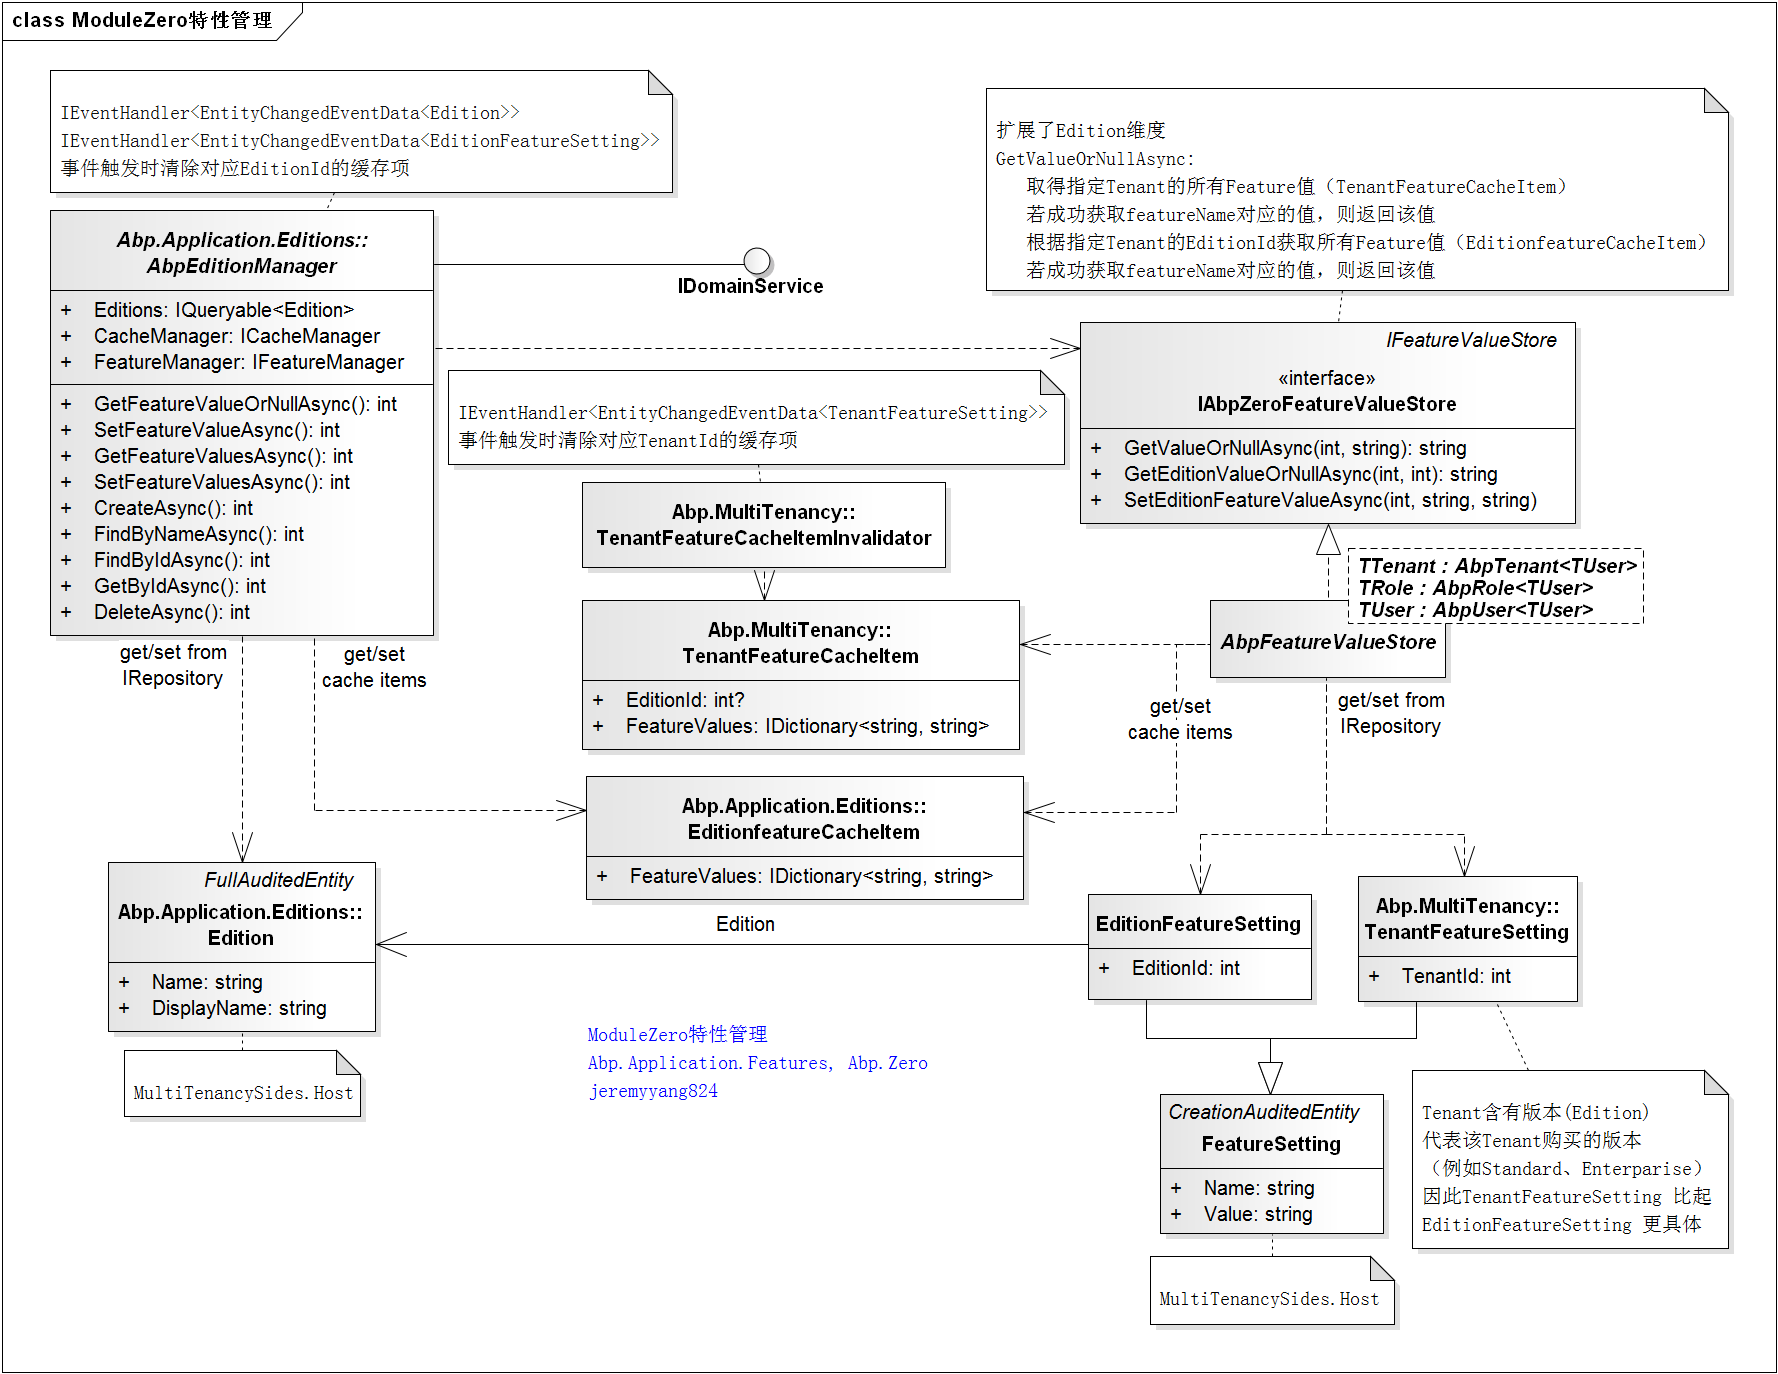 class ModuleZero特性管理
IEventHandler<EntityChangedEventData<Edition>>
IEventHandler<EntityChangedEventData<EditionFeatureSetting>>
事件触发时清除对应EditionId的缓存项
扩展了Edition维度
GetValueOrNullAsync:
取得指定Tenant的所有Feature值（TenantFeatureCacheItem）
若成功获取featureName对应的值，则返回该值
根据指定Tenant的EditionId获取所有Feature值（EditionfeatureCacheItem）
若成功获取featureName对应的值，则返回该值
Abp.Application.Editions::
AbpEditionManager
+ Editions: IQueryable<Edition>
+ CacheManager: ICacheManager
+ FeatureManager: IFeatureManager
+ GetFeatureValueOrNullAsync(): int
+ SetFeatureValueAsync(): int
+ GetFeatureValuesAsync(): int
+ SetFeatureValuesAsync(): int
+ CreateAsync(): int
+ FindByNameAsync(): int
+ FindByIdAsync(): int
+ GetByIdAsync(): int
+ DeleteAsync(): int
IDomainService
IFeatureValueStore
«interface»
IAbpZeroFeatureValueStore
+ GetValueOrNullAsync(int, string): string
+ GetEditionValueOrNullAsync(int, int): string
+ SetEditionFeatureValueAsync(int, string, string)
IEventHandler<EntityChangedEventData<TenantFeatureSetting>>
事件触发时清除对应TenantId的缓存项
Abp.MultiTenancy::
TenantFeatureCacheItemInvalidator
TTenant : AbpTenant<TUser>
TRole : AbpRole<TUser>
TUser : AbpUser<TUser>
AbpFeatureValueStore
Abp.MultiTenancy::
TenantFeatureCacheItem
+ EditionId: int?
+ FeatureValues: IDictionary<string, string>
get/set from
IRepository
get/set
cache items
get/set
cache items
get/set from
IRepository
Abp.Application.Editions::
EditionfeatureCacheItem
+ FeatureValues: IDictionary<string, string>
FullAuditedEntity
Abp.Application.Editions::
Edition
+ Name: string
+ DisplayName: string
Edition
EditionFeatureSetting
+ EditionId: int
Abp.MultiTenancy::
TenantFeatureSetting
+ TenantId: int
MultiTenancySides.Host
ModuleZero特性管理
Abp.Application.Features, Abp.Zero
jeremyyang824
CreationAuditedEntity
FeatureSetting
+ Name: string
+ Value: string
Tenant含有版本(Edition)
代表该Tenant购买的版本
（例如Standard、Enterparise）
因此TenantFeatureSetting 比起
EditionFeatureSetting 更具体
MultiTenancySides.Host